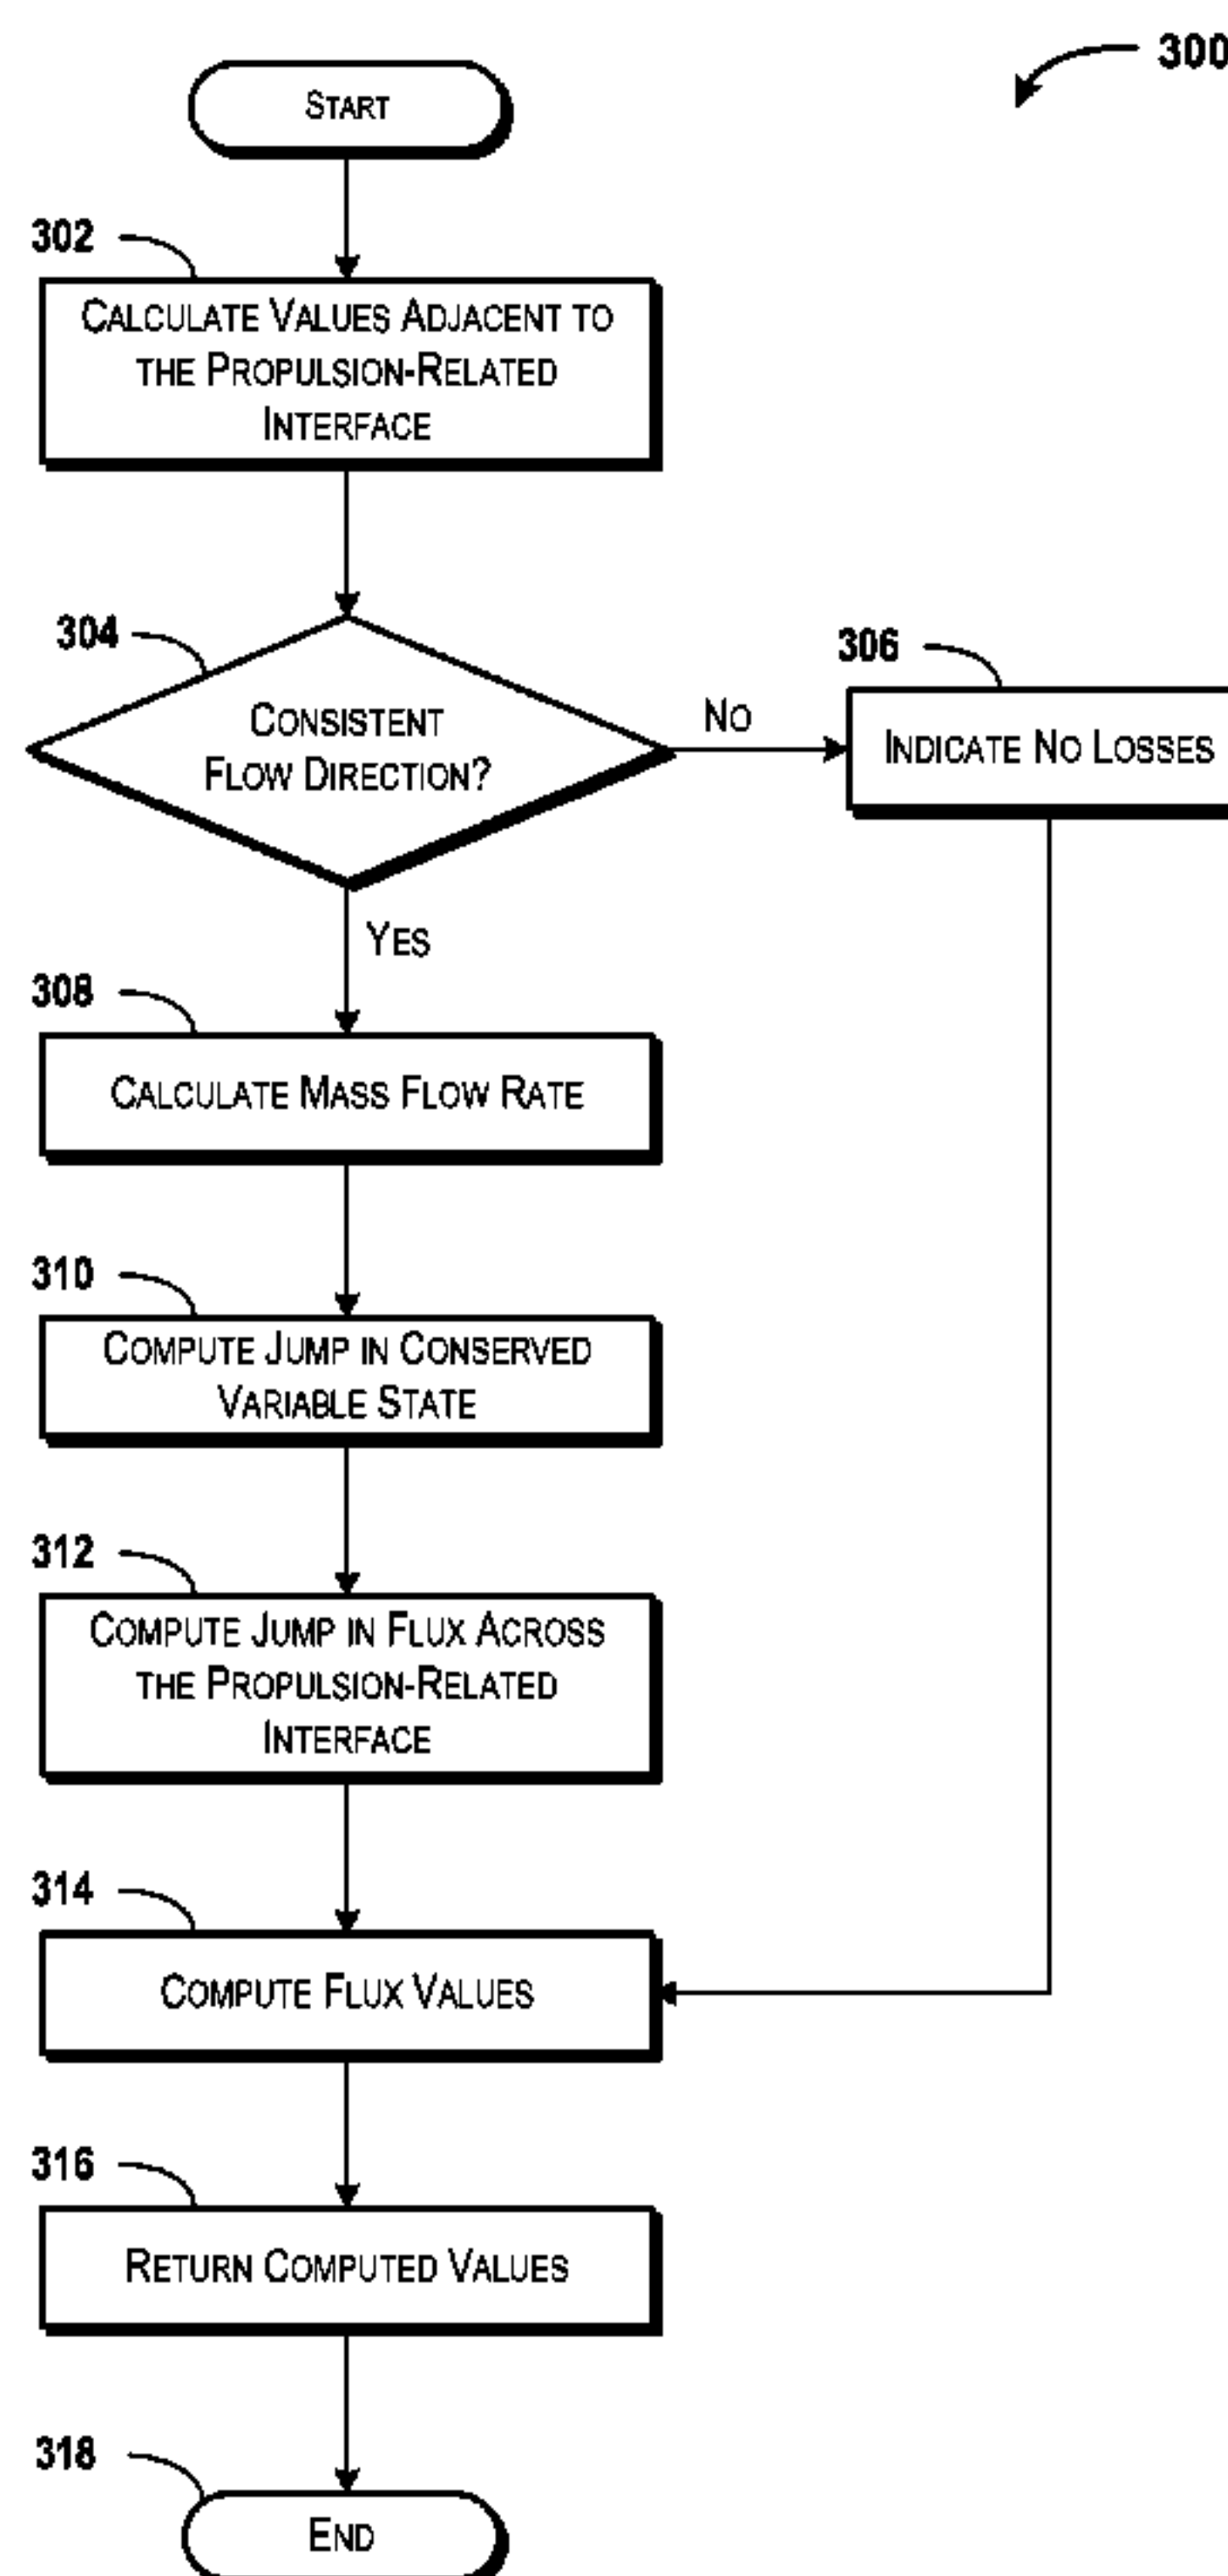 300
START
302
CALCULATE VALUES ADJACENT TO
THE PROPULSION-RELATED
INTERFACE
304
CONSISTENT
FLOW DIRECTION?
NO
306
INDICATE NO LOSSES
YES
308
CALCULATE MASS FLOW RATE
310
COMPUTE JUMP IN CONSERVED
VARIABLE STATE
312
COMPUTE JUMP IN FLUX ACROSS
THE PROPULSION-RELATED
INTERFACE
314
COMPUTE FLUX VALUES
316
RETURN COMPUTED VALUES
318
END